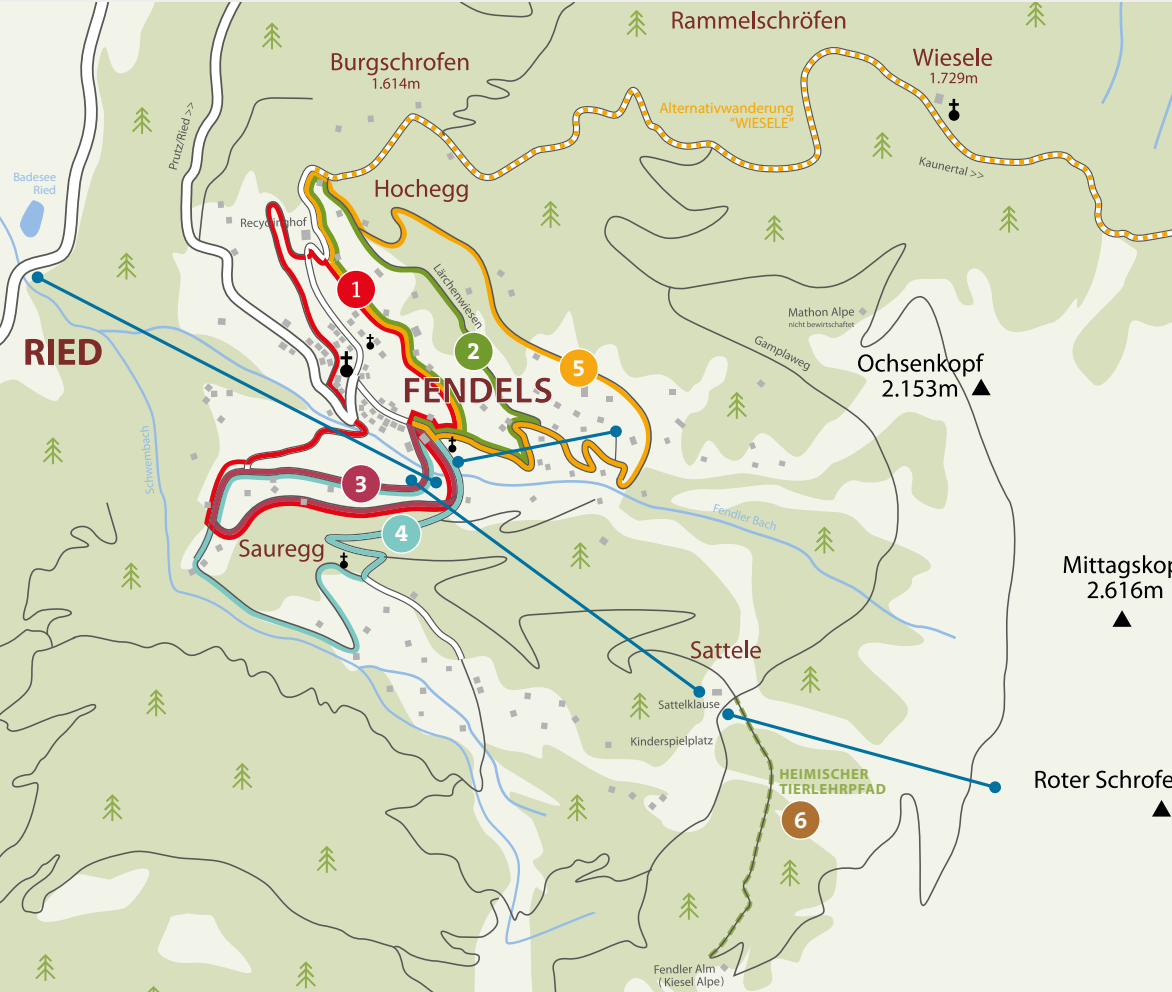 Rammelschröfen
Burgschrofen
1.614m
Wiesele
1.729m
Alternativwanderung
"WIESELE"
Prutz/Ried >>
Kaunertal >>
Badesee
Ried
Hochegg
Recyclinghof
Lärchenwiesen
1
Mathon Alpe
nicht bewirtschaftet
Gamplaweg
RIED
2
5
Ochsenkopf
2.153m
FENDELS
Schwembach
3
4
Fendler Bach
Sauregg
Mittagskop
2.616m
Sattele
Sattelklause
Kinderspielplatz
HEIMISCHER
TIERLEHRPFAD
6
Roter Schrofe
Fendler Alm
(Kiesel Alpe)